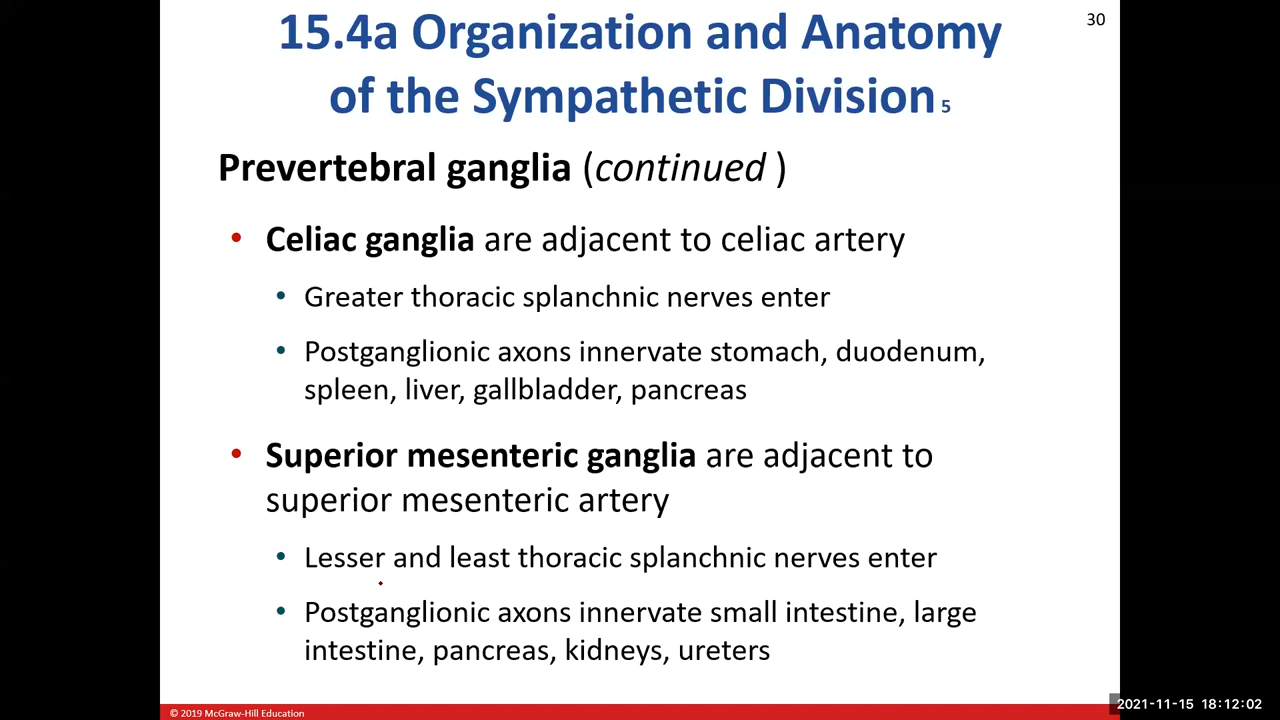 30
15.4a Organization and Anatomy
of the Sympathetic Division 5
Prevertebral ganglia (continued )
• Celiac ganglia are adjacent to celiac artery
• Greater thoracic splanchnic nerves enter
• Postganglionic axons innervate stomach, duodenum,
spleen, liver, gallbladder, pancreas
• Superior mesenteric ganglia are adjacent to
superior mesenteric artery
• Lesser and least thoracic splanchnic nerves enter
• Postganglionic axons innervate small intestine, large
intestine, pancreas, kidneys, ureters
© 2019 McGraw-Hill Education
2021-11-15 18:12:02